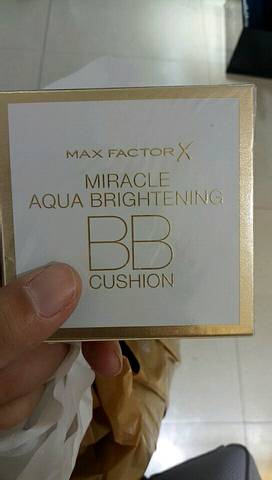 MAX FACTOR X
MIRACLE
AQUA BRIGHTENING
BB
CUSHION